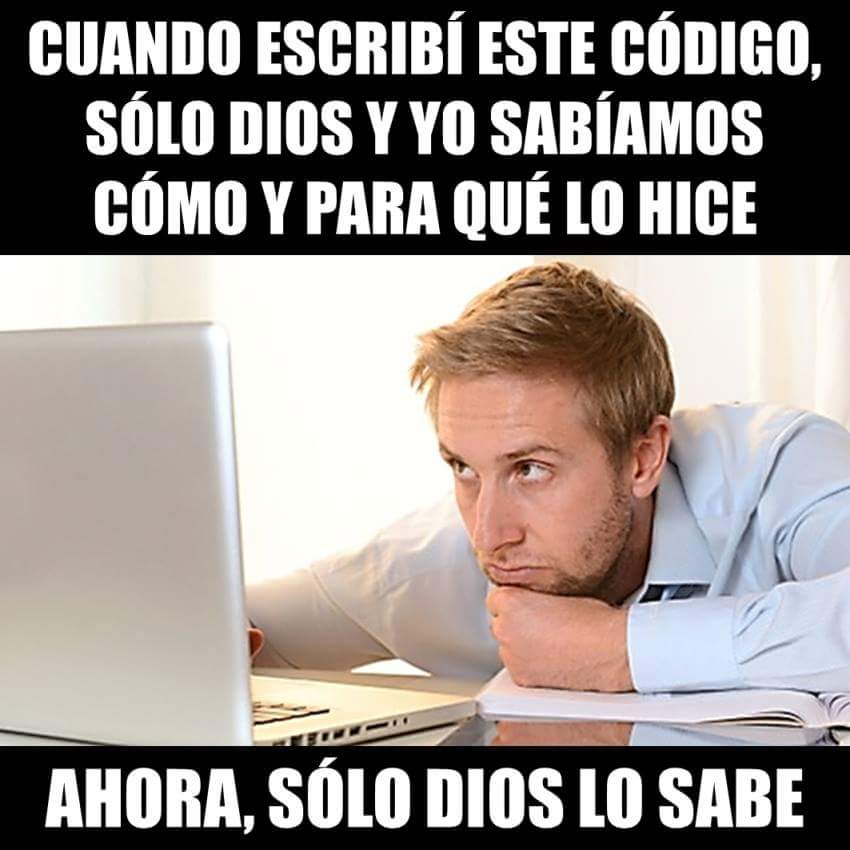 CUANDO ESCRIBÍ ESTE CÓDIGO,
SÓLO DIOS Y YO SABÍAMOS
CÓMO Y PARA QUÉ LO HICE
AHORA, SÓLO DIOS LO SABE